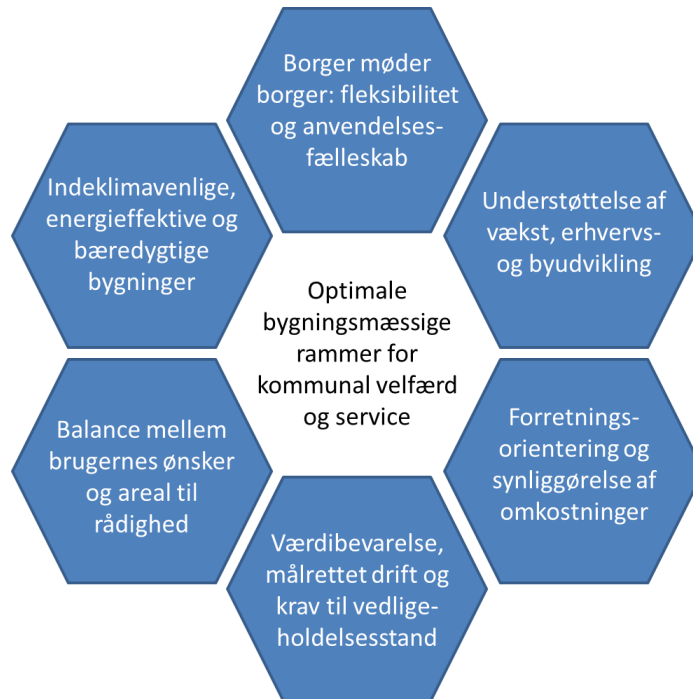 Borger møder
borger: fleksibilitet
og anvendelses-
fælleskab
Indeklimavenlige,
energieffektive og
bæredygtige
bygninger
Understøttelse af
vækst, erhvervs-
og byudvikling
Optimale
bygningsmæssige
rammer for
kommunal velfærd
og service
Balance mellem
brugernes ønsker
og areal til
rådighed
Forretnings-
orientering og
synliggørelse af
omkostninger
Værdibevarelse,
målrettet drift og
krav til vedlige-
holdelsesstand